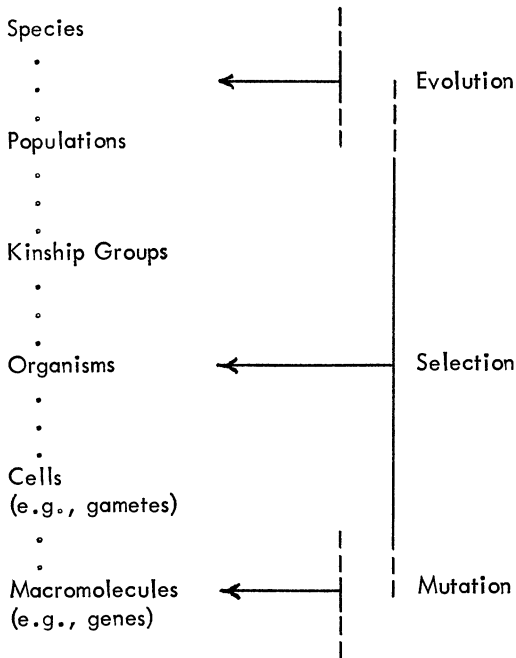 Species
Evolution
Populations
Kinship Groups
Organisms
Selection
Cells
(e.g., gametes)
Macromolecules
(e.g., genes)
Mutation